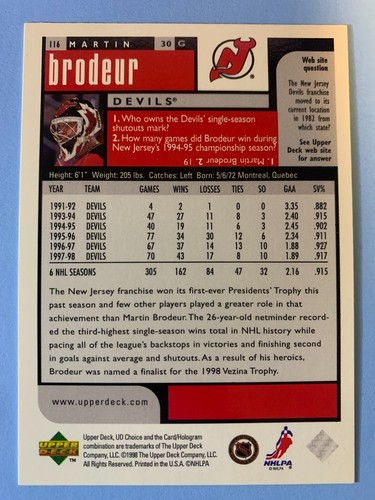 116 MARTIN 30 G
brodeur
DEVILS®
1. Who owns the Devils' single-season
shutouts mark?
2. How many games did Brodeur win during
New Jersey's 1994-95 championship season?
1. Martin Brodeur 2. 19
Web site
question
The New Jersey
Devils franchise
moved to its
current location
in 1982 from
which state?
See Upper
Deck web site
for answer
Height: 6'1" Weight: 205 lbs. Catches: Left Born: 5/6/72 Montreal, Quebec
YEAR TEAM GAMES WINS LOSSES TIES SO GAA SV%
1991-92 DEVILS 4 2 1 0 0 3.35 .882
1993-94 DEVILS 47 27 11 8 3 2.40 .915
1994-95 DEVILS 40 19 11 6 3 2.45 .902
1995-96 DEVILS 77 34 30 12 6 2.34 .911
1996-97 DEVILS 67 37 14 13 10 1.88 .927
1997-98 DEVILS 70 43 17 8 10 1.89 .917
6 NHL SEASONS 305 162 84 47 32 2.16 .915
The New Jersey franchise won its first-ever Presidents' Trophy this
past season and few other players played a greater role in that
achievement than Martin Brodeur. The 26-year-old netminder record
ed the third-highest single-season wins total in NHL history while
pacing all of the league's backstops in victories and finishing second
in goals against average and shutouts. As a result of his heroics,
Brodeur was named a finalist for the 1998 Vezina Trophy.
www.upperdeck.com
UPPER
DECK
TM
Upper Deck, UD Choice and the Card/Hologram
combination are trademarks of The Upper Deck
Company, LLC. ©1998 The Upper Deck Company, LLC.
All Rights Reserved. Printed in the U.S.A. ©NHLPA
NHLPA
© NHLPA